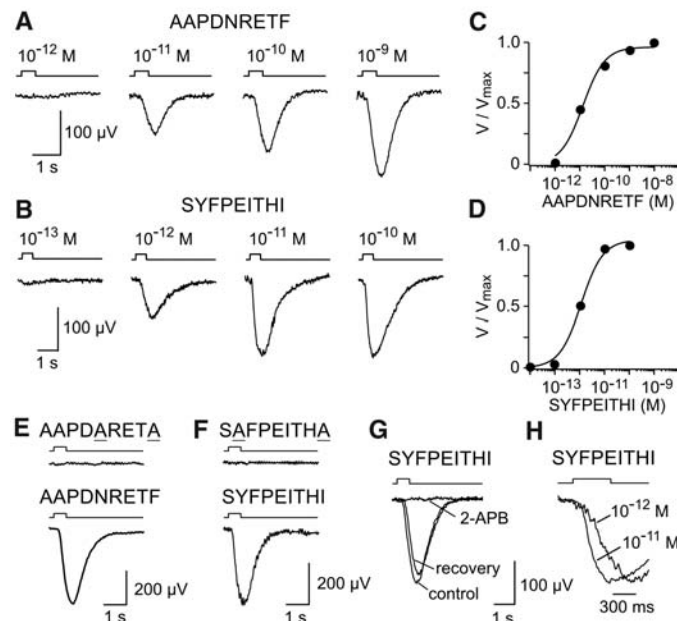 A
AAPDNRETF
10⁻¹² M
10⁻¹¹ M
10⁻¹⁰ M
10⁻⁹ M
100 µV
1 s
B
SYFPEITHI
10⁻¹³ M
10⁻¹² M
10⁻¹¹ M
10⁻¹⁰ M
100 µV
1 s
C
V / Vmax
1.0
0.5
0
10⁻¹² 10⁻¹⁰ 10⁻⁸
AAPDNRETF (M)
D
V / Vmax
1.0
0.5
0
10⁻¹³ 10⁻¹¹ 10⁻⁹
SYFPEITHI (M)
E
AAPDARETA
AAPDNRETF
200 µV
1 s
F
SAFPEITHA
SYFPEITHI
200 µV
1 s
G
SYFPEITHI
2-APB
recovery
control
100 µV
1 s
H
SYFPEITHI
10⁻¹² M
10⁻¹¹ M
300 ms